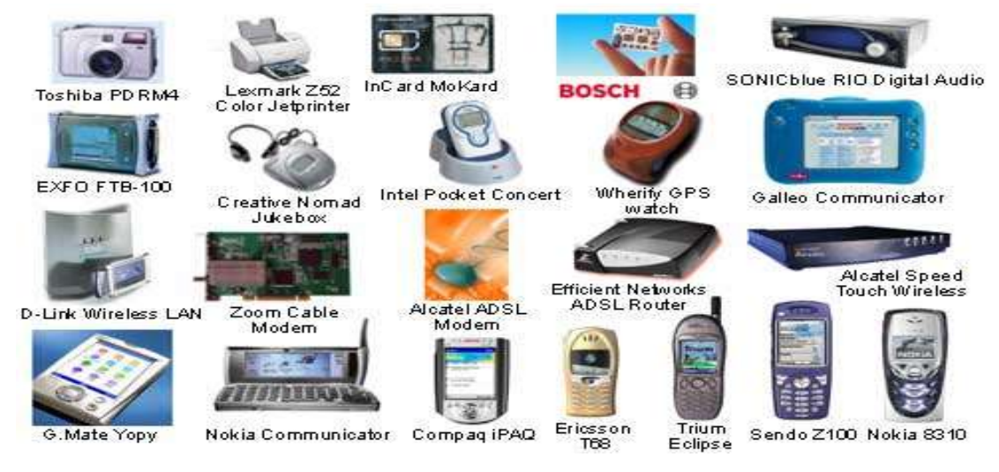 Toshiba PDRM4
Lexmark Z52
Color Jetprinter
InCard MoKard
BOSCH
SONICblue RIO Digital Audio
EXFO FTB-100
Creative Nomad
Jukebox
Intel Pocket Concert
Wherify GPS
watch
Galleo Communicator
D-Link Wireless LAN
Zoom Cable
Modem
Alcatel ADSL
Modem
Efficient Networks
ADSL Router
Alcatel Speed
Touch Wireless
G.Mate Yopy
Nokia Communicator
Compaq iPAQ
Ericsson
T68
Trium
Eclipse
Sendo Z100
Nokia 8310
NOKIA